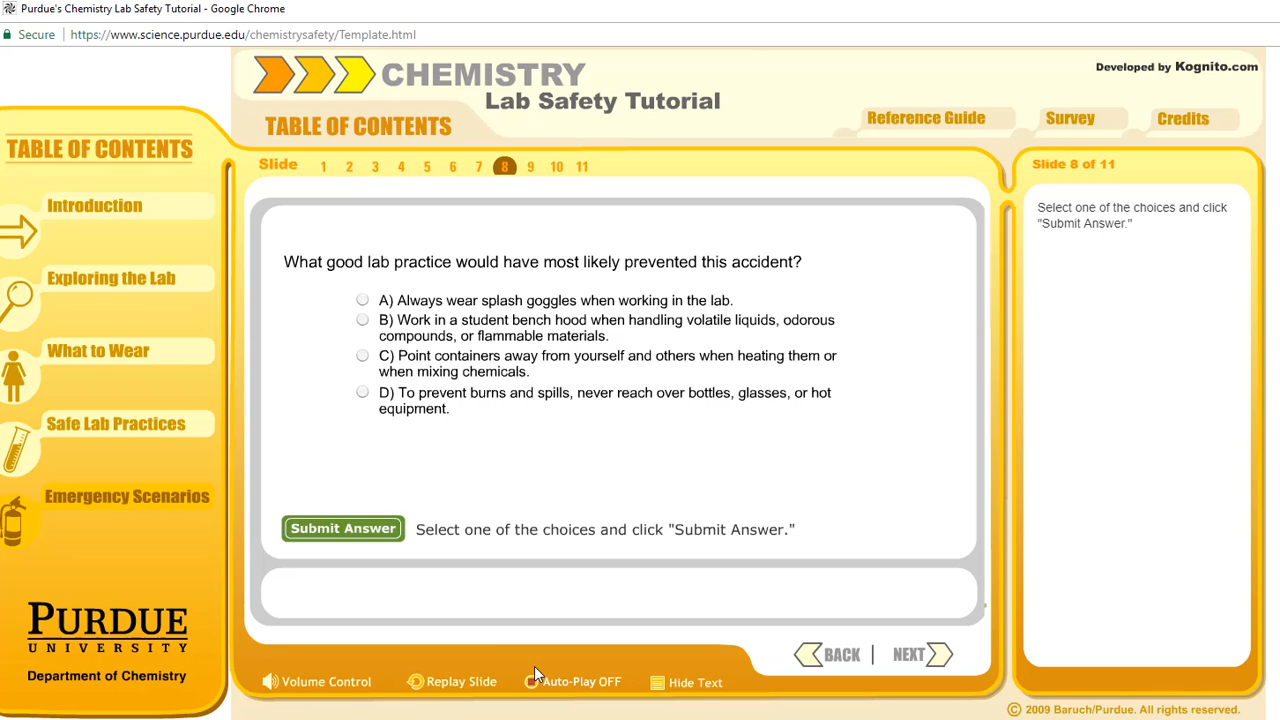 Purdue's Chemistry Lab Safety Tutorial - Google Chrome
Secure | https://www.science.purdue.edu/chemistrysafety/Template.html
CHEMISTRY
Lab Safety Tutorial
Developed by Kognito.com
TABLE OF CONTENTS
Reference Guide
Survey
Credits
TABLE OF CONTENTS
Introduction
Exploring the Lab
What to Wear
Safe Lab Practices
Emergency Scenarios
PURDUE
UNIVERSITY
Department of Chemistry
Slide 1 2 3 4 5 6 7 8 9 10 11
What good lab practice would have most likely prevented this accident?
A) Always wear splash goggles when working in the lab.
B) Work in a student bench hood when handling volatile liquids, odorous
compounds, or flammable materials.
C) Point containers away from yourself and others when heating them or
when mixing chemicals.
D) To prevent burns and spills, never reach over bottles, glasses, or hot
equipment.
Submit Answer Select one of the choices and click "Submit Answer."
BACK | NEXT
Volume Control Replay Slide Auto-Play OFF Hide Text
Slide 8 of 11
Select one of the choices and click
"Submit Answer."
© 2009 Baruch/Purdue. All rights reserved.